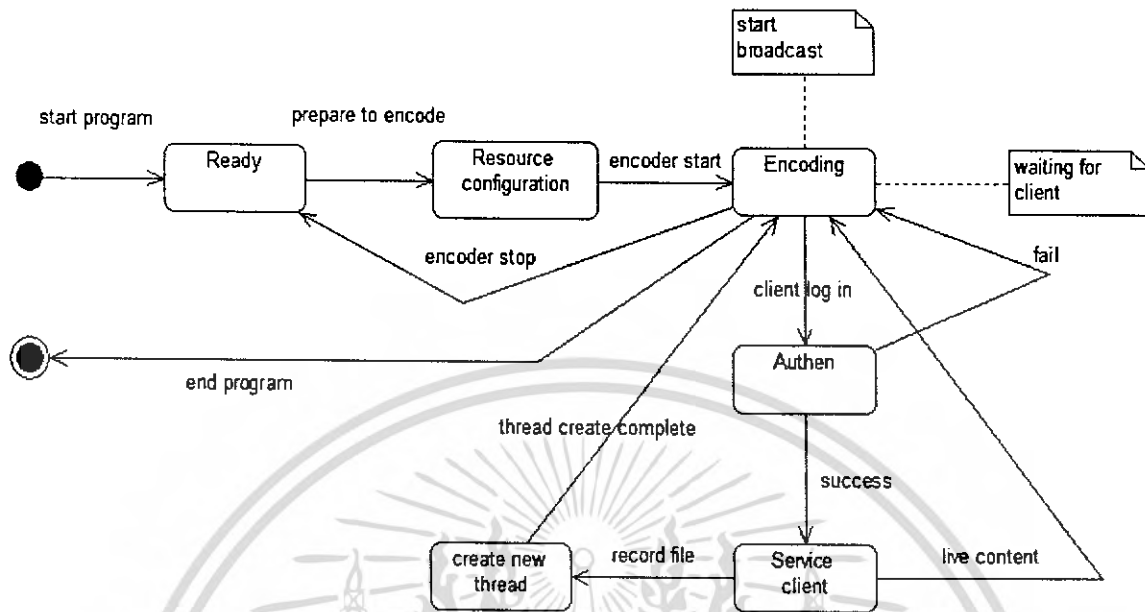 start
broadcast
start program
prepare to encode
Ready
Resource
configuration
encoder start
Encoding
waiting for
client
encoder stop
fail
client log in
Authen
end program
thread create complete
success
create new
thread
record file
Service
client
live content